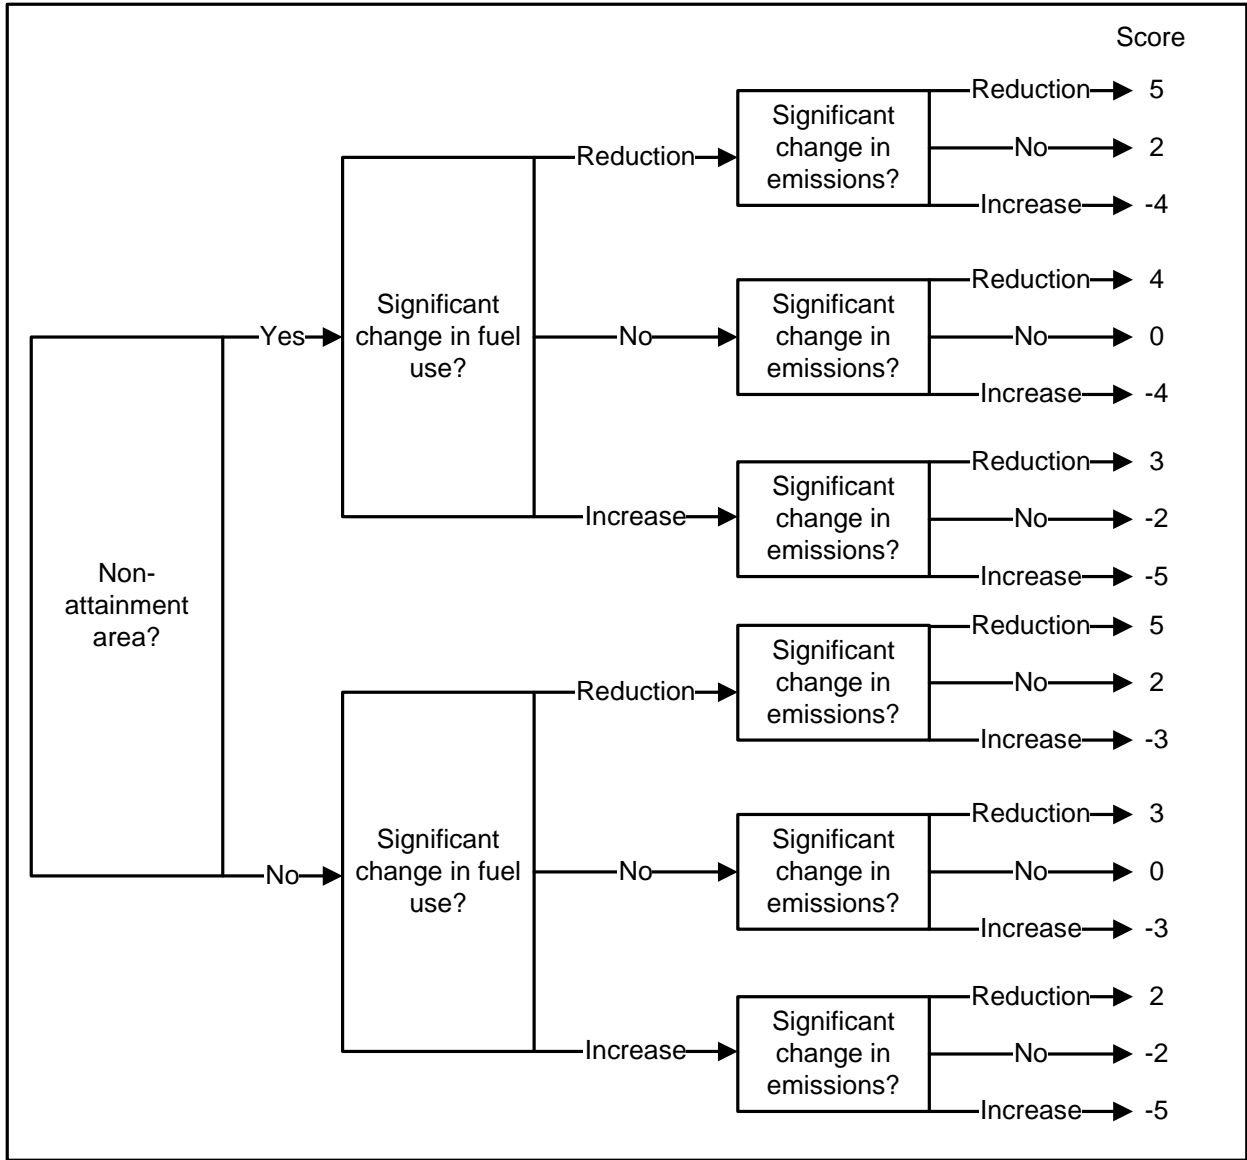 Score
Non-
attainment
area?
Yes
Significant
change in fuel
use?
Reduction
Significant
change in
emissions?
Reduction 5
No 2
Increase -4
No
Significant
change in
emissions?
Reduction 4
No 0
Increase -4
Increase
Significant
change in
emissions?
Reduction 3
No -2
Increase -5
No
Significant
change in fuel
use?
Reduction
Significant
change in
emissions?
Reduction 5
No 2
Increase -3
No
Significant
change in
emissions?
Reduction 3
No 0
Increase -3
Increase
Significant
change in
emissions?
Reduction 2
No -2
Increase -5